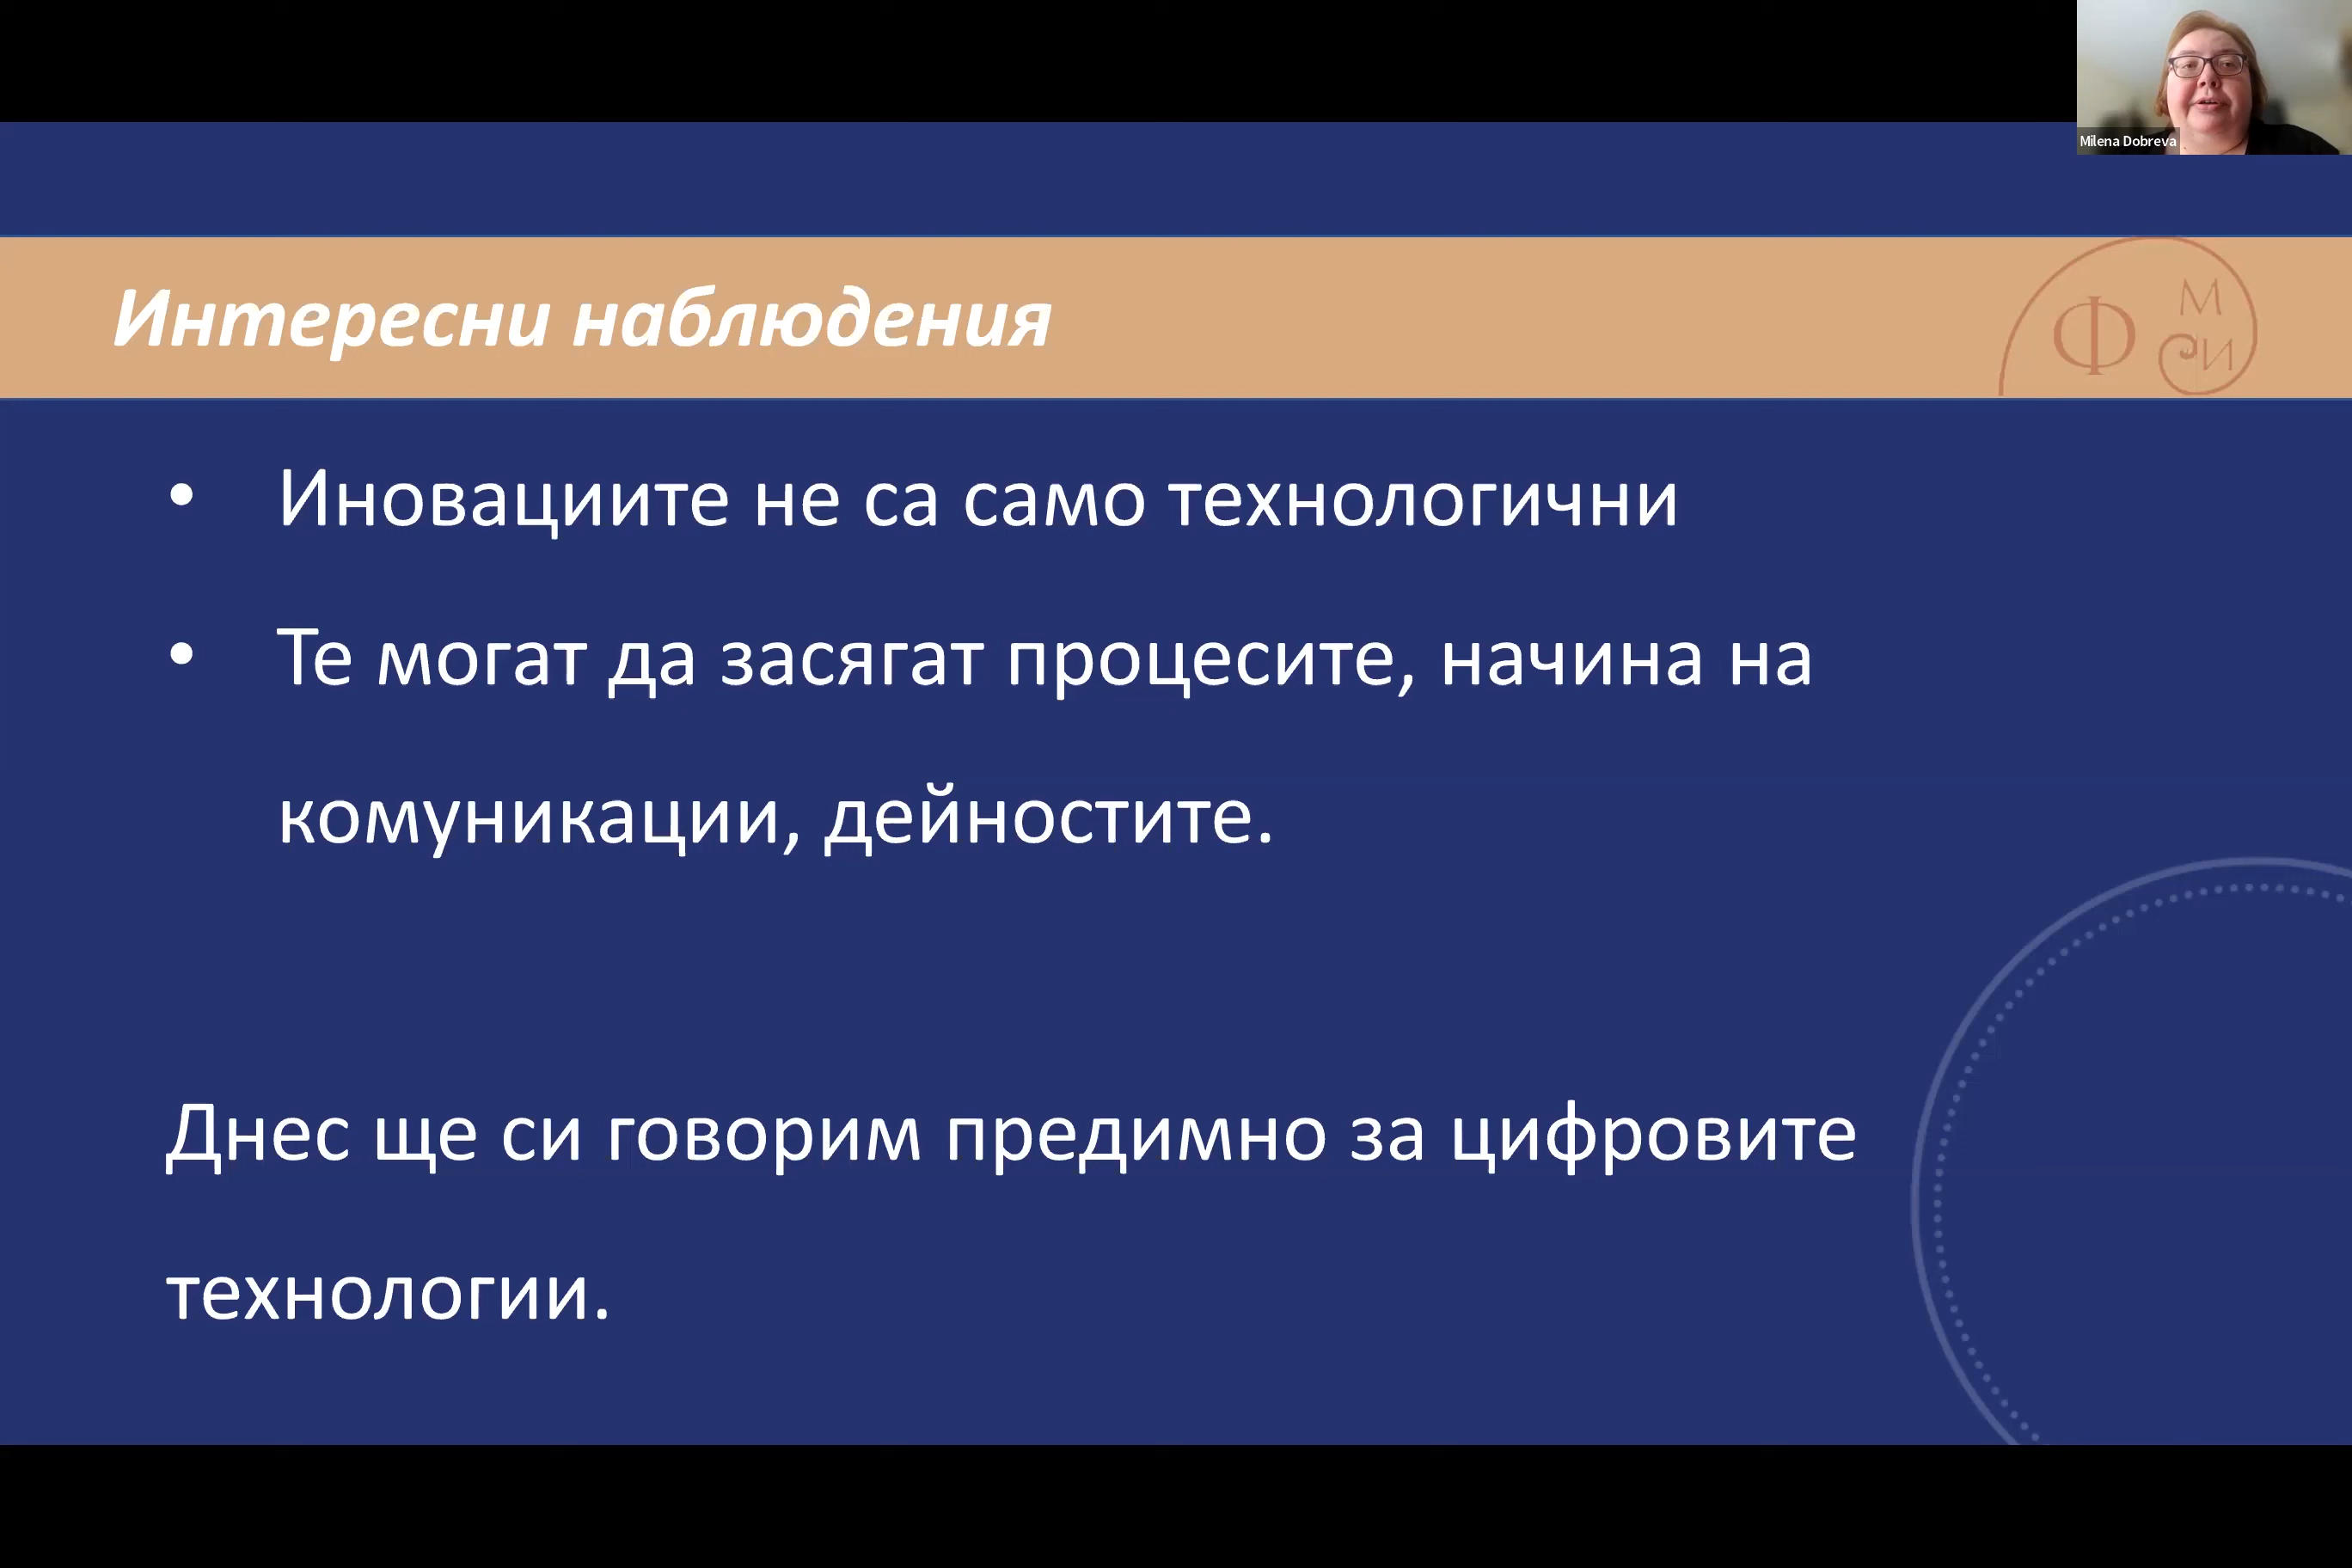 Milena Dobreva
Интересни наблюдения
Ф
М
СИ
• Иновациите не са само технологични
• Те могат да засягат процесите, начина на
комуникации, дейностите.
Днес ще си говорим предимно за цифровите
технологии.